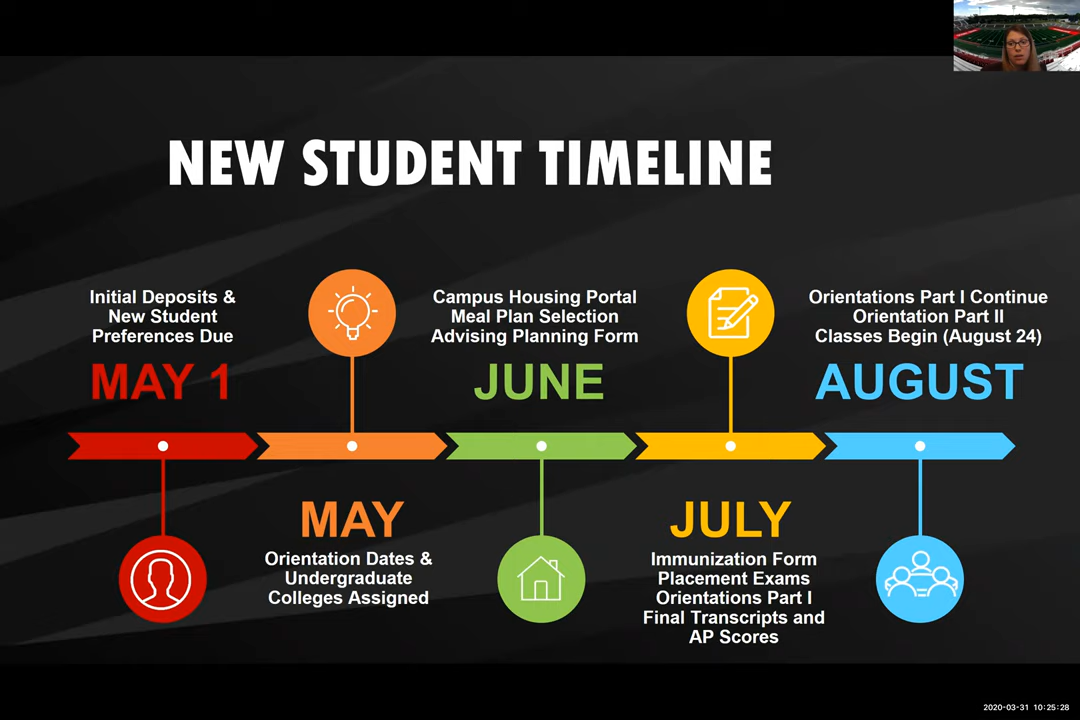 NEW STUDENT TIMELINE
Initial Deposits &
New Student
Preferences Due
MAY 1
MAY
Orientation Dates &
Undergraduate
Colleges Assigned
Campus Housing Portal
Meal Plan Selection
Advising Planning Form
JUNE
JULY
Immunization Form
Placement Exams
Orientations Part I
Final Transcripts and
AP Scores
Orientations Part I Continue
Orientation Part II
Classes Begin (August 24)
AUGUST
2020-03-31 10:25:28